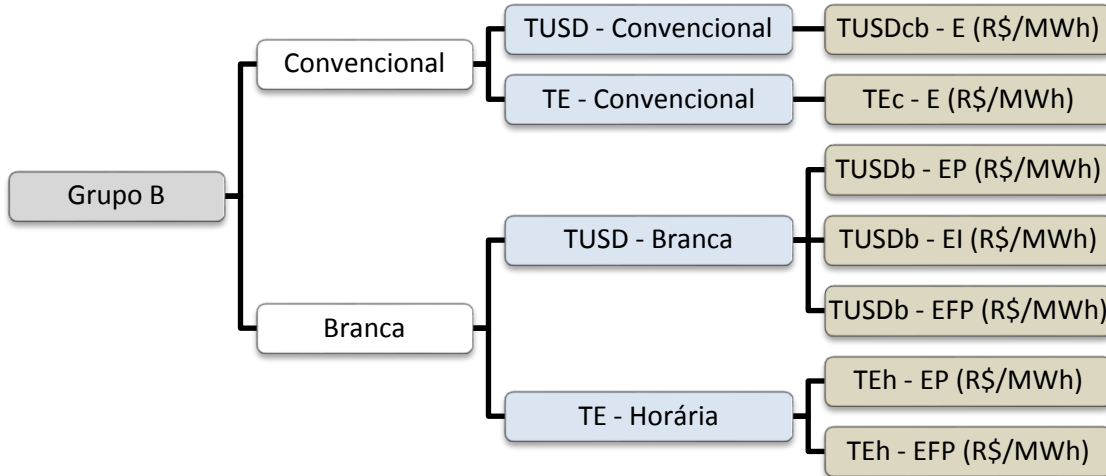 Grupo B
Convencional
TUSD - Convencional
TUSDcb - E (R$/MWh)
TE - Convencional
TEc - E (R$/MWh)
Branca
TUSD - Branca
TUSDb - EP (R$/MWh)
TUSDb - EI (R$/MWh)
TUSDb - EFP (R$/MWh)
TE - Horária
TEh - EP (R$/MWh)
TEh - EFP (R$/MWh)